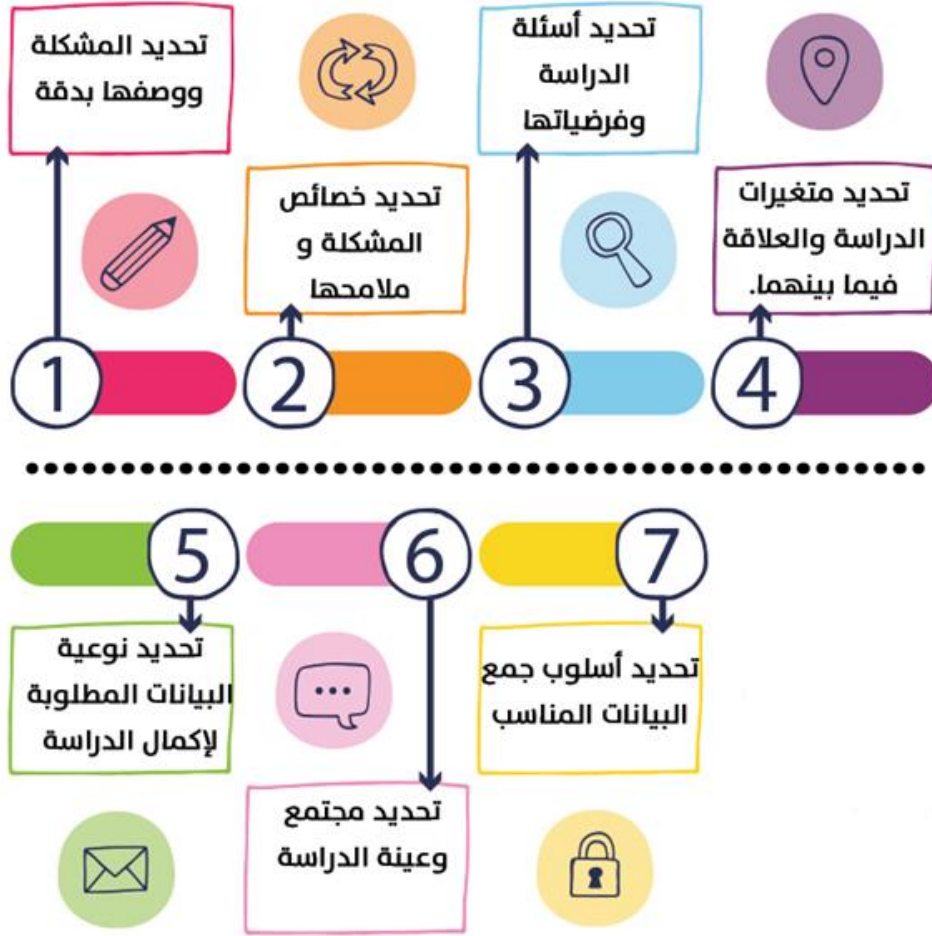 تحديد المشكلة
ووصفها بدقة
1
تحديد خصائص
المشكلة و
ملامحها
2
تحديد أسئلة
الدراسة
وفرضياتها
3
تحديد متغيرات
الدراسة والعلاقة
فيما بينهما.
4
5
تحديد نوعية
البيانات المطلوبة
لإكمال الدراسة
6
تحديد مجتمع
وعينة الدراسة
7
تحديد أسلوب جمع
البيانات المناسب